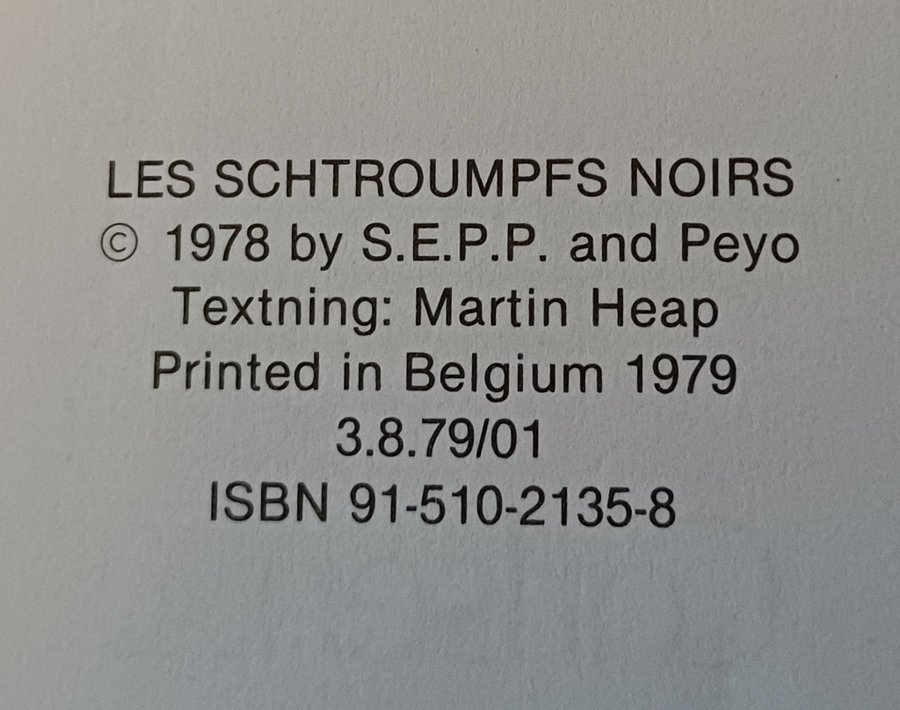 LES SCHTROUMPFS NOIRS
© 1978 by S.E.P.P. and Peyo
Textning: Martin Heap
Printed in Belgium 1979
3.8.79/01
ISBN 91-510-2135-8